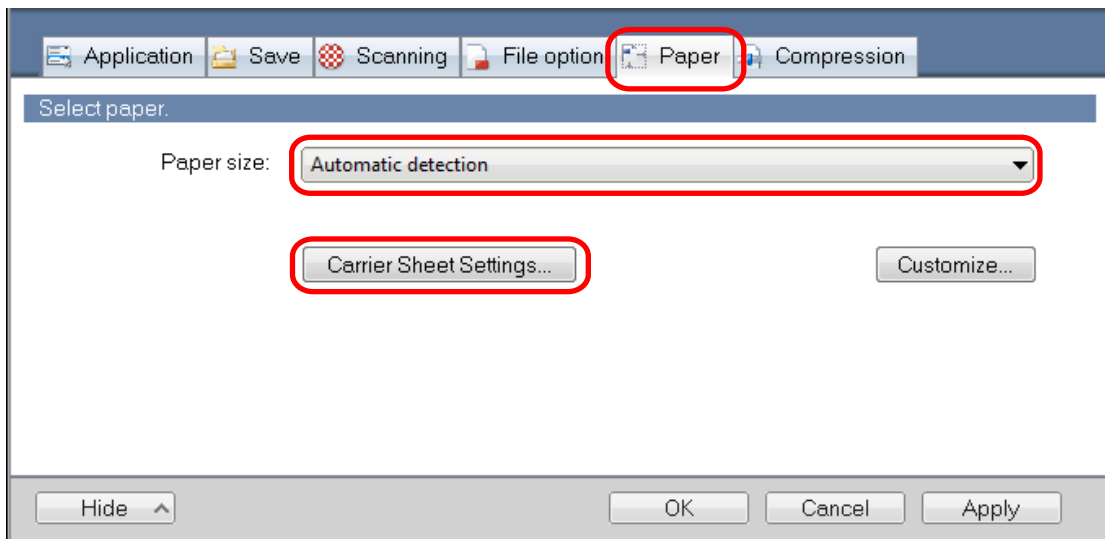 Application Save Scanning File option Paper Compression
Select paper.
Paper size: Automatic detection
Carrier Sheet Settings... Customize...
Hide OK Cancel Apply